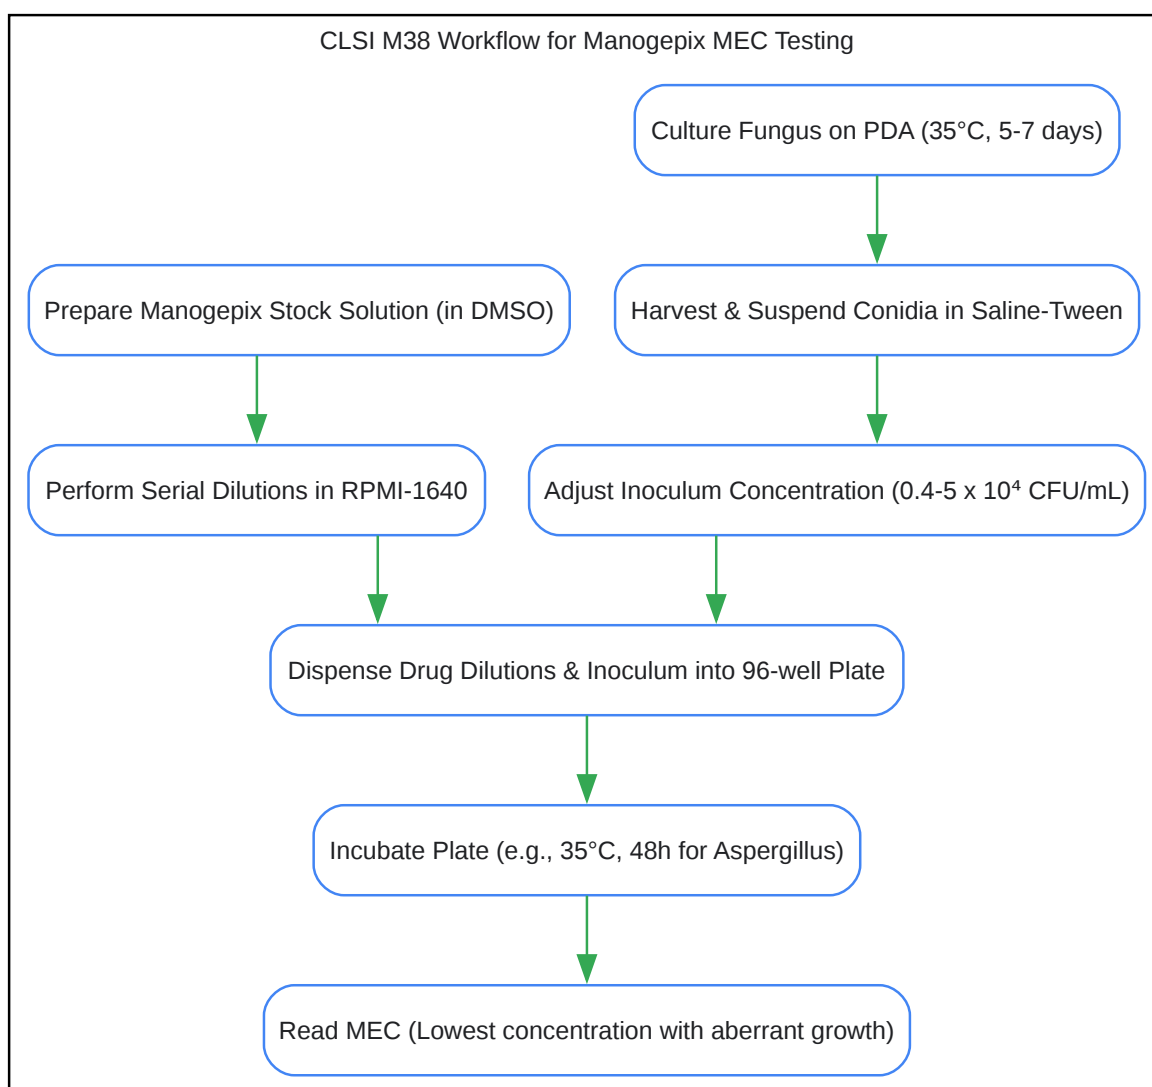 CLSI M38 Workflow for Manogepix MEC Testing
Culture Fungus on PDA (35°C, 5-7 days)
Prepare Manogepix Stock Solution (in DMSO)
Harvest & Suspend Conidia in Saline-Tween
Perform Serial Dilutions in RPMI-1640
Adjust Inoculum Concentration (0.4-5 x 10⁴ CFU/mL)
Dispense Drug Dilutions & Inoculum into 96-well Plate
Incubate Plate (e.g., 35°C, 48h for Aspergillus)
Read MEC (Lowest concentration with aberrant growth)